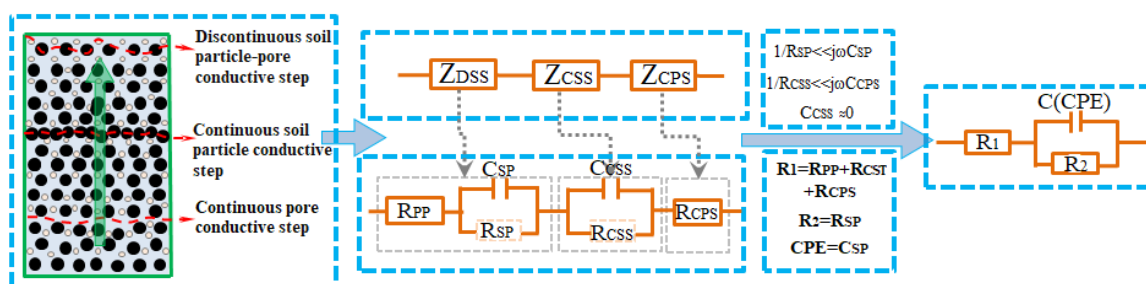 Discontinuous soil
particle-pore
conductive step
Continuous soil
particle conductive
step
Continuous pore
conductive step
ZDSS ZCSS ZCPS
CSP CCSS
RPP RSP RCSS RCPS
1/RSP<<jωCSP
1/RCSS<<jωCCPS
CCSS ≈0
R1=RPP+RCST
+RCPS
R2=RSP
CPE=CSP
C(CPE)
R1 R2